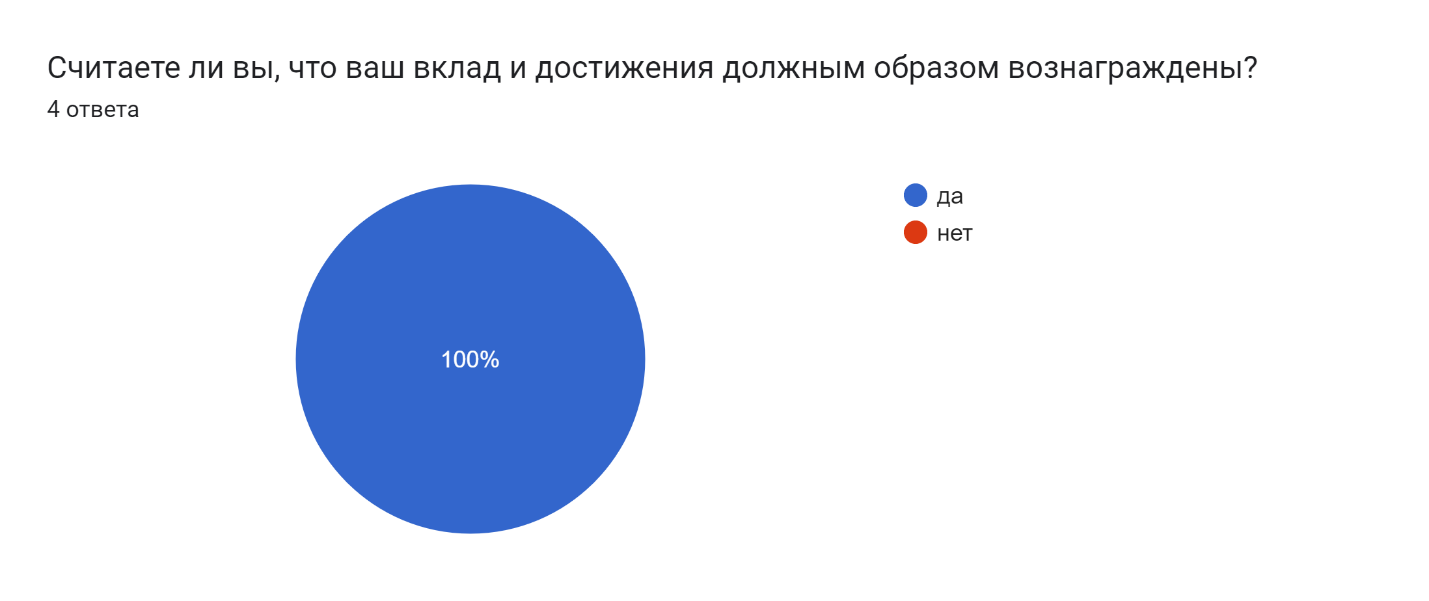 Считаете ли вы, что ваш вклад и достижения должным образом вознаграждены?
4 ответа
да
нет
100%